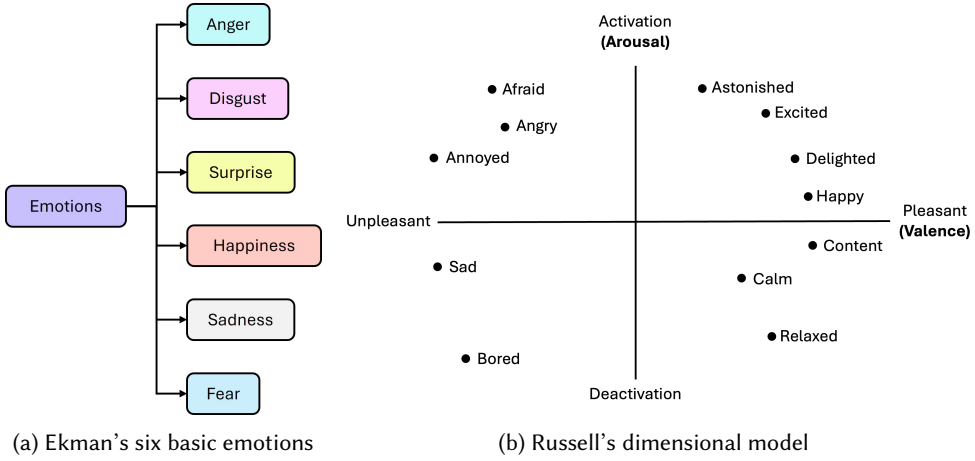 Emotions
Anger
Disgust
Surprise
Happiness
Sadness
Fear
(a) Ekman's six basic emotions
Activation
(Arousal)
Afraid
Astonished
Excited
Angry
Annoyed
Delighted
Happy
Unpleasant
Pleasant
(Valence)
Content
Sad
Calm
Relaxed
Bored
Deactivation
(b) Russell's dimensional model